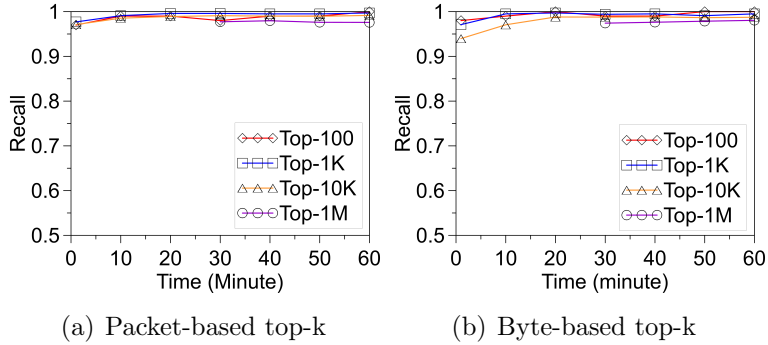 1
0.9
0.8
0.7
0.6
0.5
Recall
Top-100
Top-1K
Top-10K
Top-1M
0 10 20 30 40 50 60
Time (Minute)
(a) Packet-based top-k
1
0.9
0.8
0.7
0.6
0.5
Recall
Top-100
Top-1K
Top-10K
Top-1M
0 10 20 30 40 50 60
Time (minute)
(b) Byte-based top-k